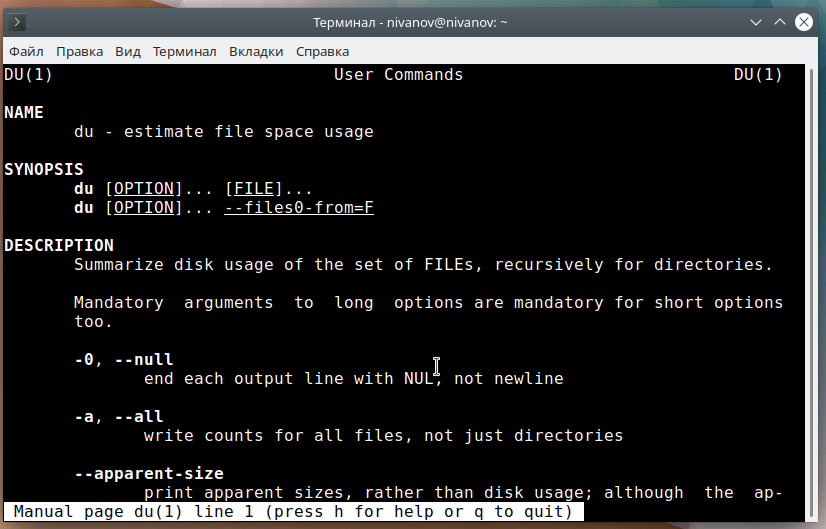 Терминал - nivanov@nivanov: ~
Файл Правка Вид Терминал Вкладки Справка
DU(1) User Commands DU(1)
NAME
du - estimate file space usage
SYNOPSIS
du [OPTION]... [FILE]...
du [OPTION]... --files0-from=F
DESCRIPTION
Summarize disk usage of the set of FILEs, recursively for directories.
Mandatory arguments to long options are mandatory for short options
too.
-0, --null
end each output line with NUL, not newline
-a, --all
write counts for all files, not just directories
--apparent-size
print apparent sizes, rather than disk usage; although the ap-
Manual page du(1) line 1 (press h for help or q to quit)